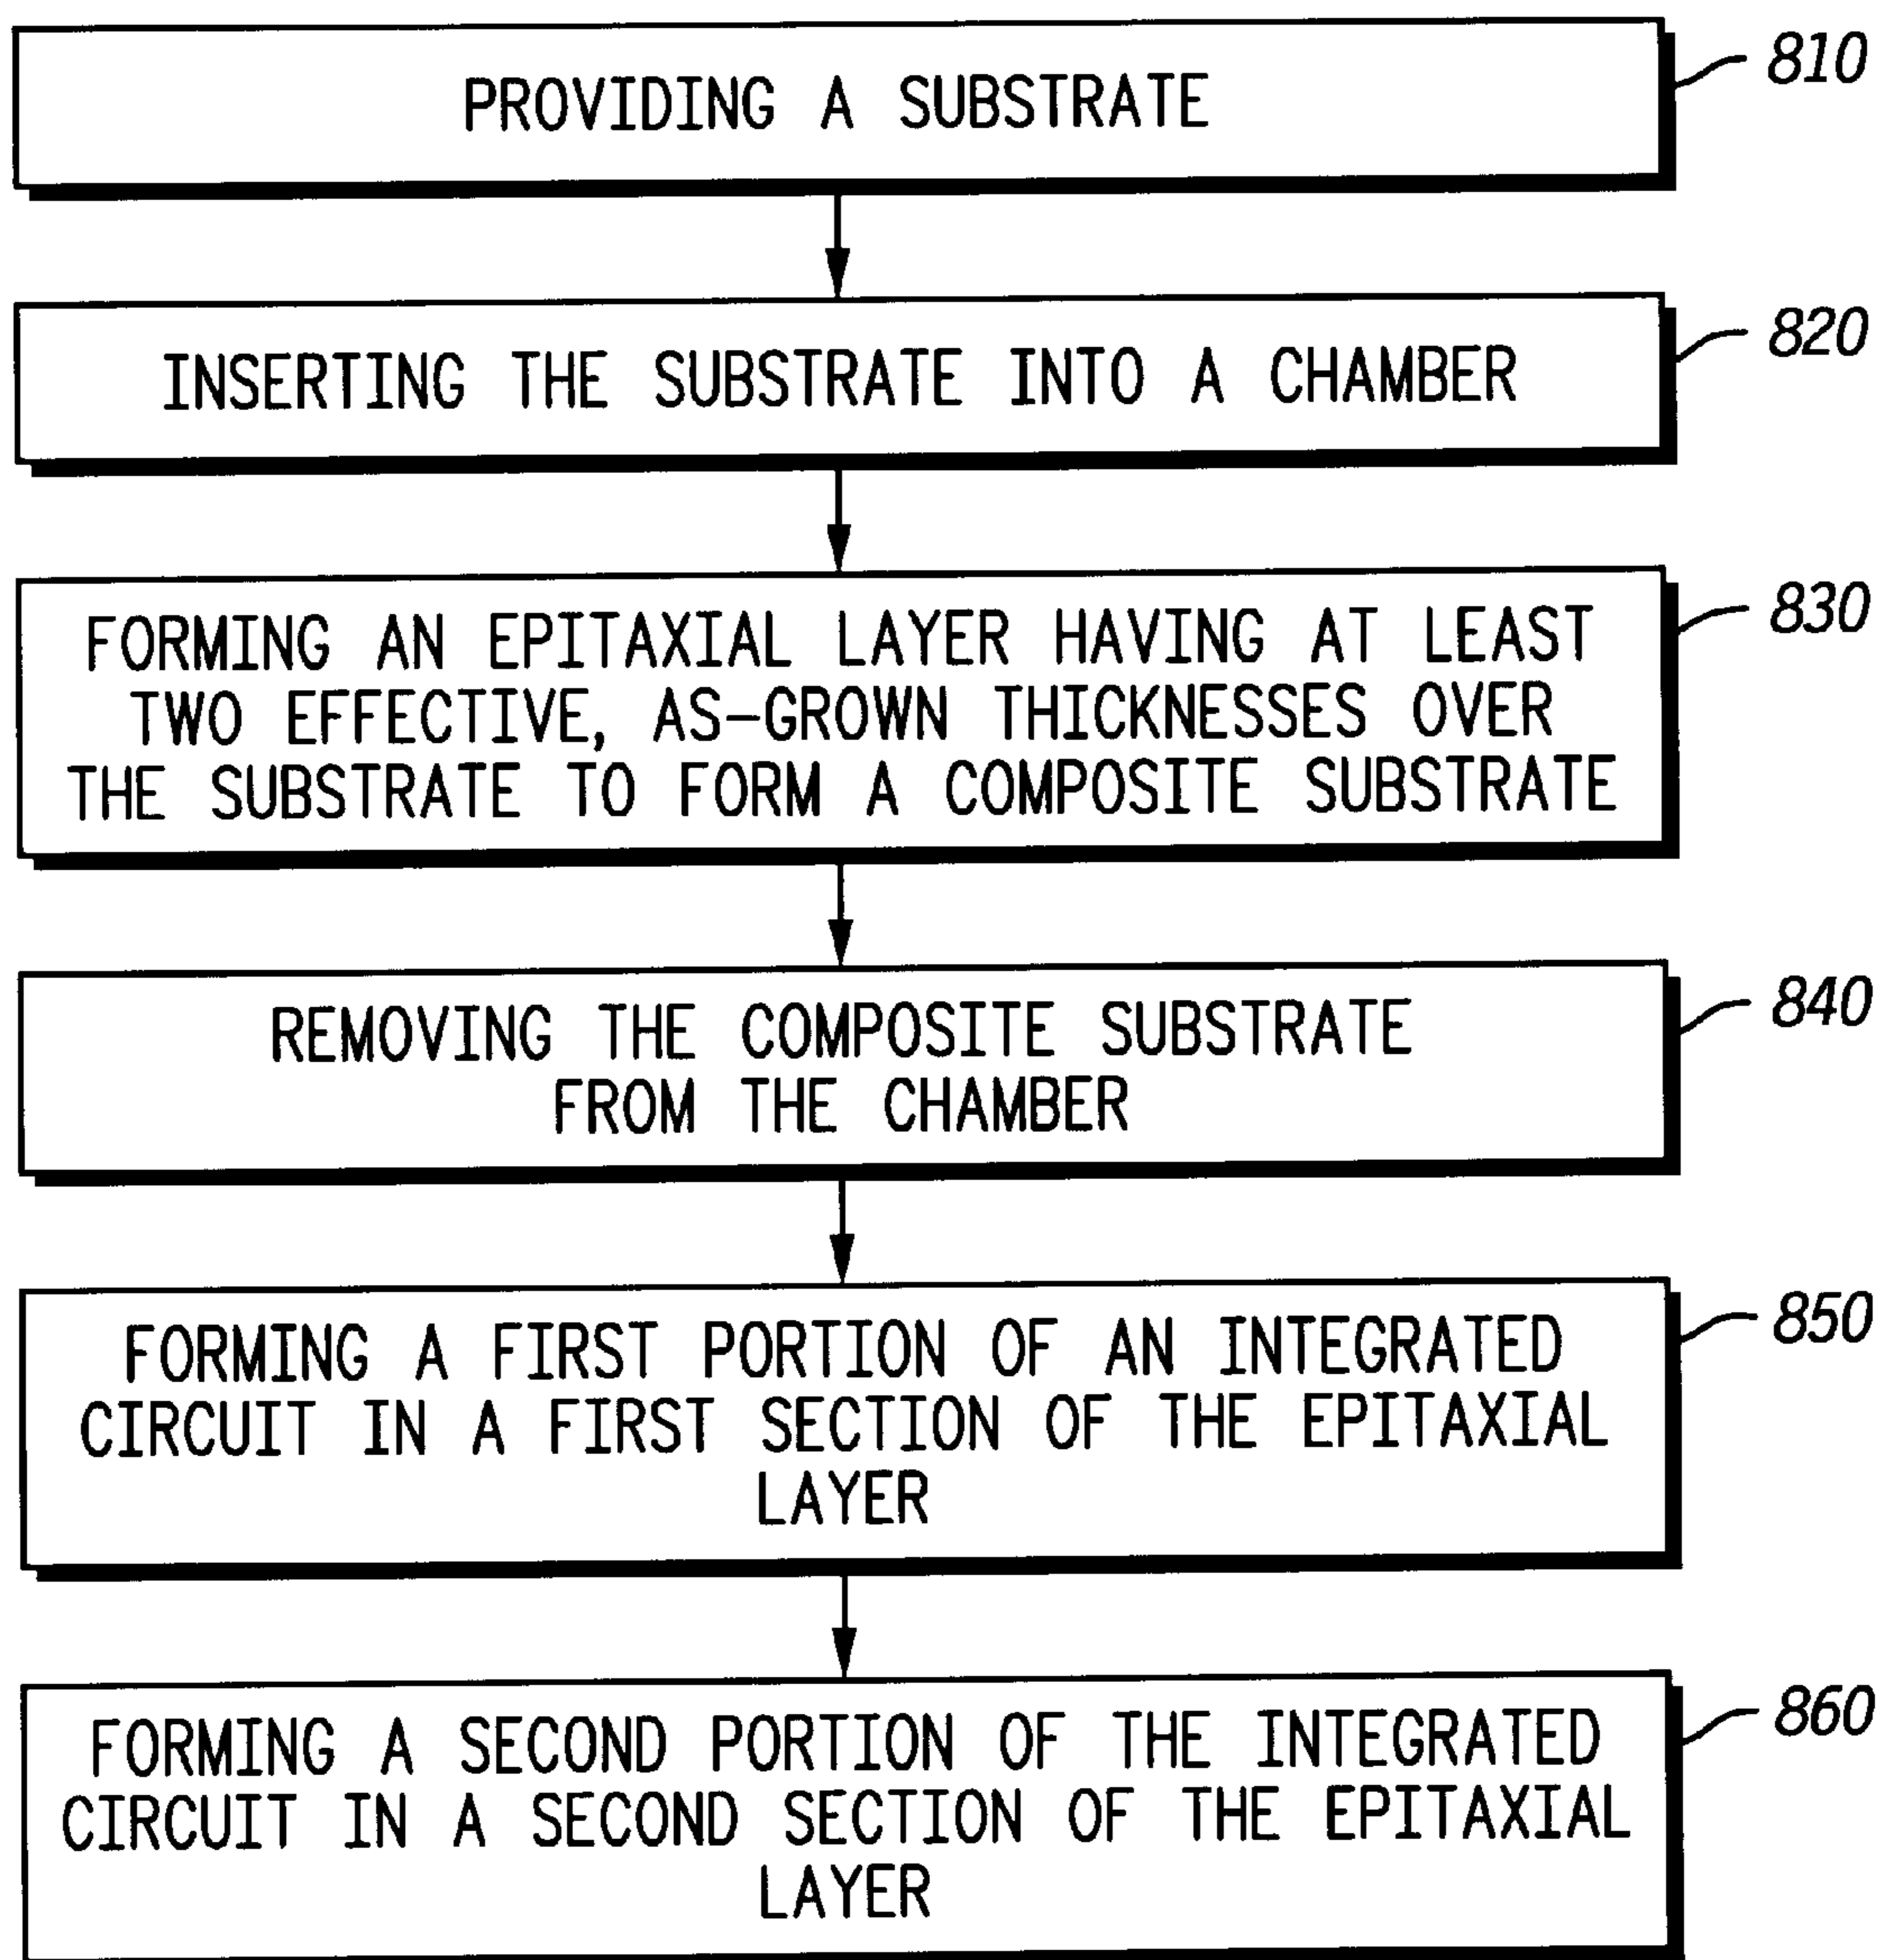 PROVIDING A SUBSTRATE
810
INSERTING THE SUBSTRATE INTO A CHAMBER
820
FORMING AN EPITAXIAL LAYER HAVING AT LEAST
TWO EFFECTIVE, AS-GROWN THICKNESSES OVER
THE SUBSTRATE TO FORM A COMPOSITE SUBSTRATE
830
REMOVING THE COMPOSITE SUBSTRATE
FROM THE CHAMBER
840
FORMING A FIRST PORTION OF AN INTEGRATED
CIRCUIT IN A FIRST SECTION OF THE EPITAXIAL
LAYER
850
FORMING A SECOND PORTION OF THE INTEGRATED
CIRCUIT IN A SECOND SECTION OF THE EPITAXIAL
LAYER
860